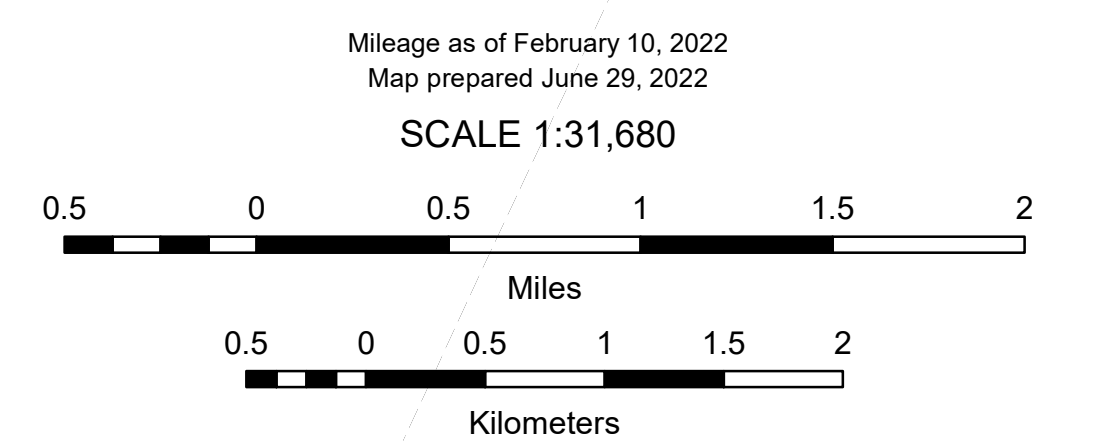 Mileage as of February 10, 2022
Map prepared June 29, 2022
SCALE 1:31,680
0.5 0 0.5 1 1.5 2
Miles
0.5 0 0.5 1 1.5 2
Kilometers